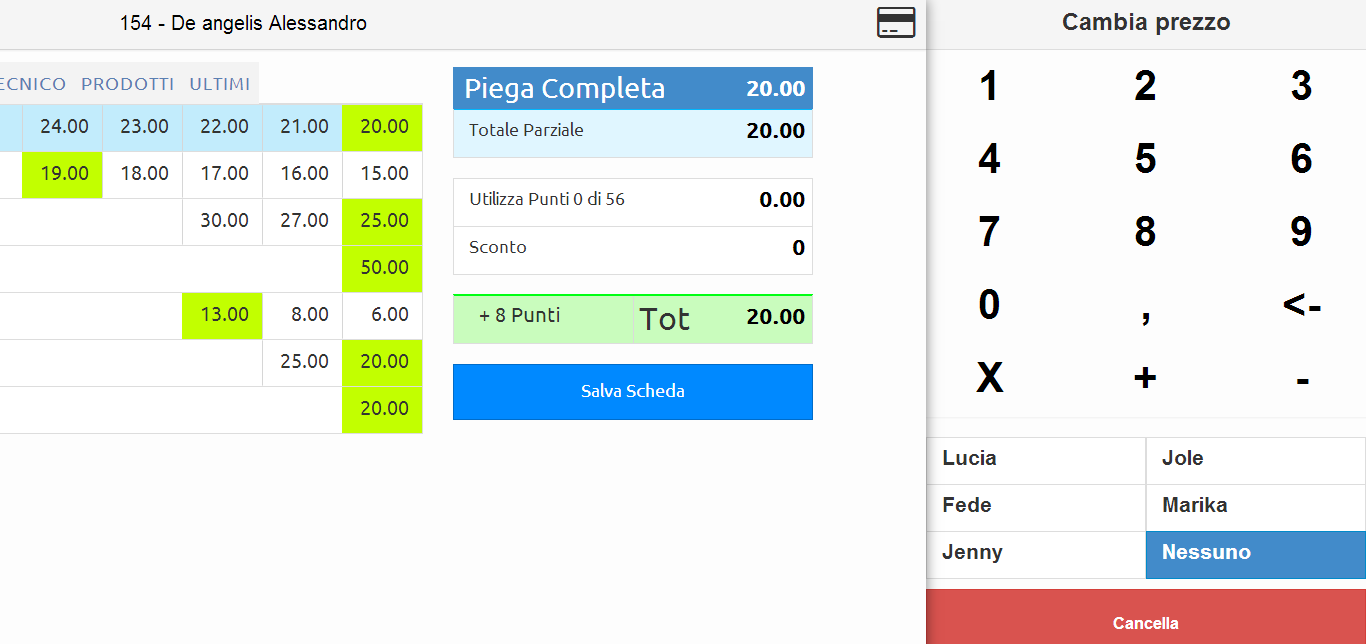 154 - De angelis Alessandro
ECNICO PRODOTTI ULTIMI
24.00 23.00 22.00 21.00 20.00
19.00 18.00 17.00 16.00 15.00
30.00 27.00 25.00
50.00
13.00 8.00 6.00
25.00 20.00
20.00
Piega Completa 20.00
Totale Parziale 20.00
Utilizza Punti 0 di 56 0.00
Sconto 0
+ 8 Punti Tot 20.00
Salva Scheda
Cambia prezzo
1 2 3
4 5 6
7 8 9
0 , <-
X + -
Lucia Jole
Fede Marika
Jenny Nessuno
Cancella